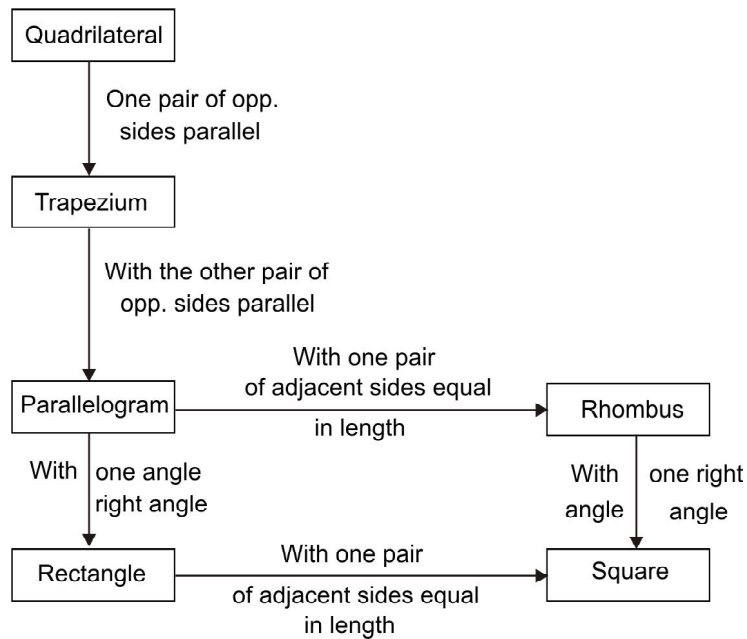 Quadrilateral
One pair of opp.
sides parallel
Trapezium
With the other pair of
opp. sides parallel
With one pair
of adjacent sides equal
in length
Parallelogram
Rhombus
With one angle
right angle
With one right
angle angle
Rectangle
With one pair
of adjacent sides equal
in length
Square